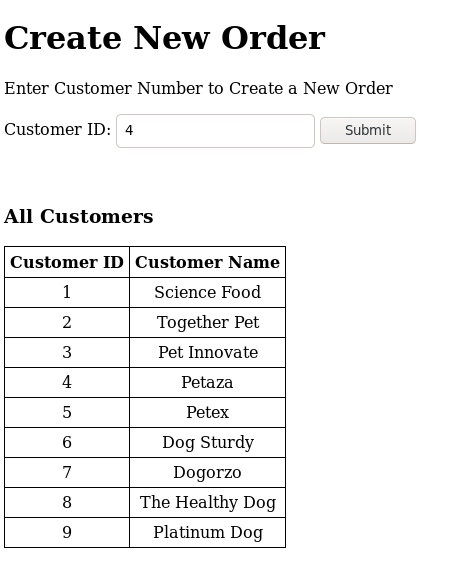 Create New Order
Enter Customer Number to Create a New Order
Customer ID: 4 Submit
All Customers
Customer ID Customer Name
1 Science Food
2 Together Pet
3 Pet Innovate
4 Petaza
5 Petex
6 Dog Sturdy
7 Dogorzo
8 The Healthy Dog
9 Platinum Dog